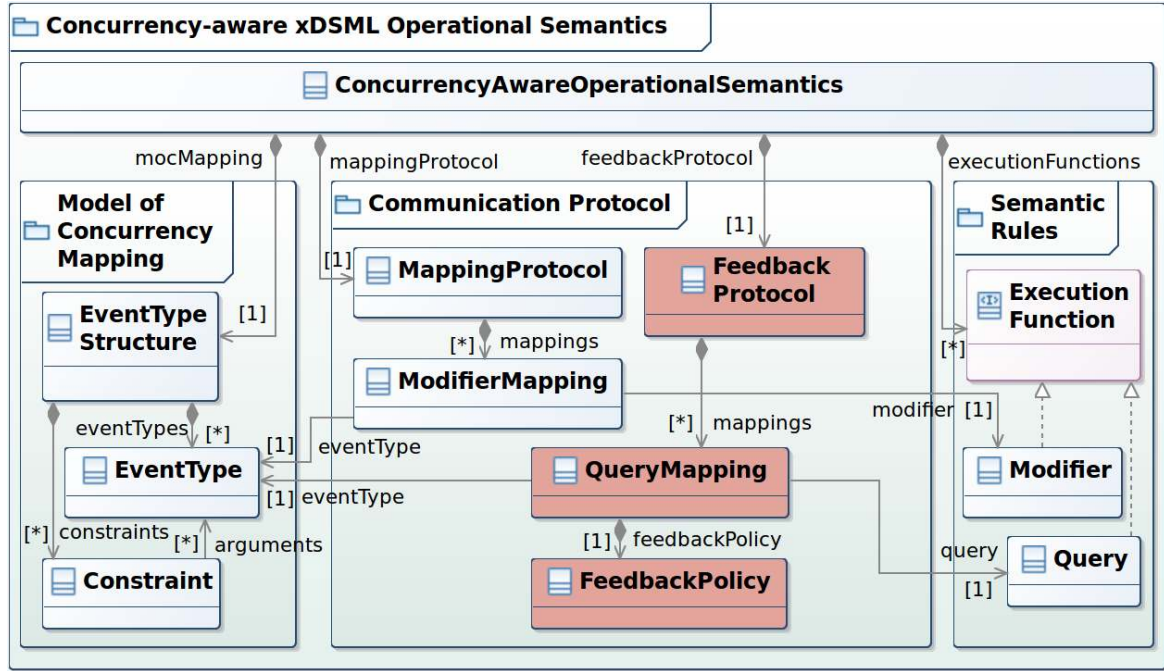 Concurrency-aware xDSML Operational Semantics
ConcurrencyAwareOperationalSemantics
mocMapping
mappingProtocol
feedbackProtocol
executionFunctions
Model of
Concurrency
Mapping
Communication Protocol
Semantic
Rules
[1]
[1]
[1]
[*]
EventType
Structure
MappingProtocol
Feedback
Protocol
<I>
Execution
Function
[*]
mappings
ModifierMapping
modifier
[1]
eventTypes
[*]
[1]
eventType
[*]
mappings
EventType
QueryMapping
Modifier
[1]
eventType
[*]
constraints
[*]
arguments
[1]
feedbackPolicy
query
[1]
Constraint
FeedbackPolicy
Query